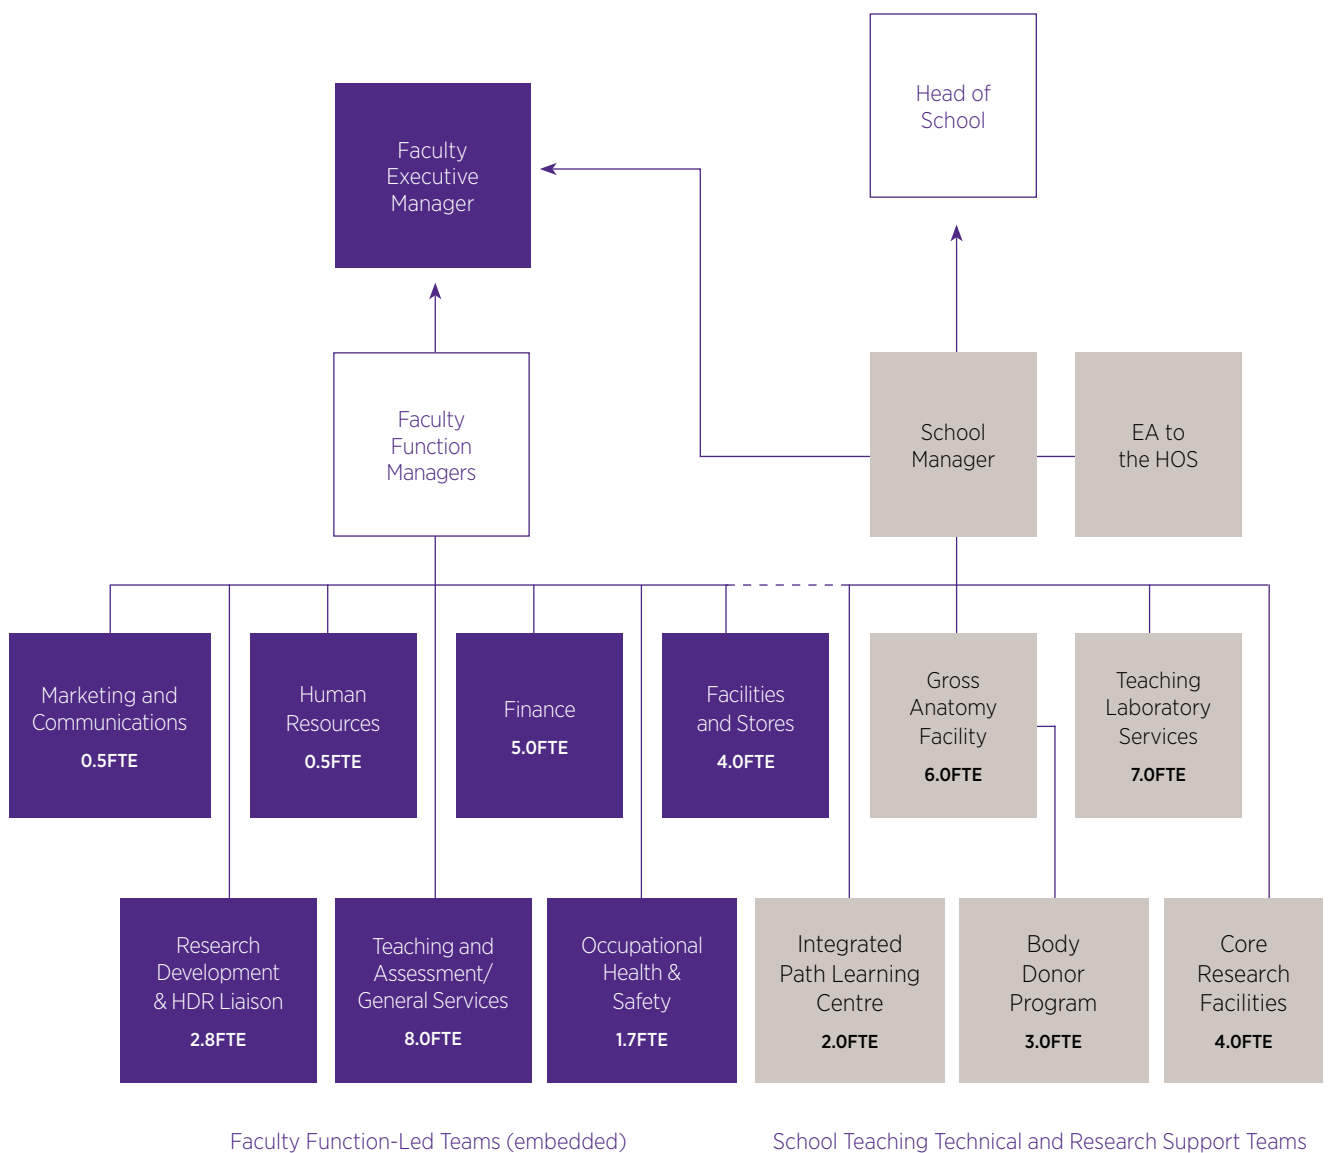 Head of
School
Faculty
Executive
Manager
Faculty
Function
Managers
School
Manager
EA to
the HOS
Marketing and
Communications
0.5FTE
Human
Resources
0.5FTE
Finance
5.0FTE
Facilities
and Stores
4.0FTE
Gross
Anatomy
Facility
6.0FTE
Teaching
Laboratory
Services
7.0FTE
Research
Development
& HDR Liaison
2.8FTE
Teaching and
Assessment/
General Services
8.0FTE
Occupational
Health &
Safety
1.7FTE
Integrated
Path Learning
Centre
2.0FTE
Body
Donor
Program
3.0FTE
Core
Research
Facilities
4.0FTE
Faculty Function-Led Teams (embedded)
School Teaching Technical and Research Support Teams